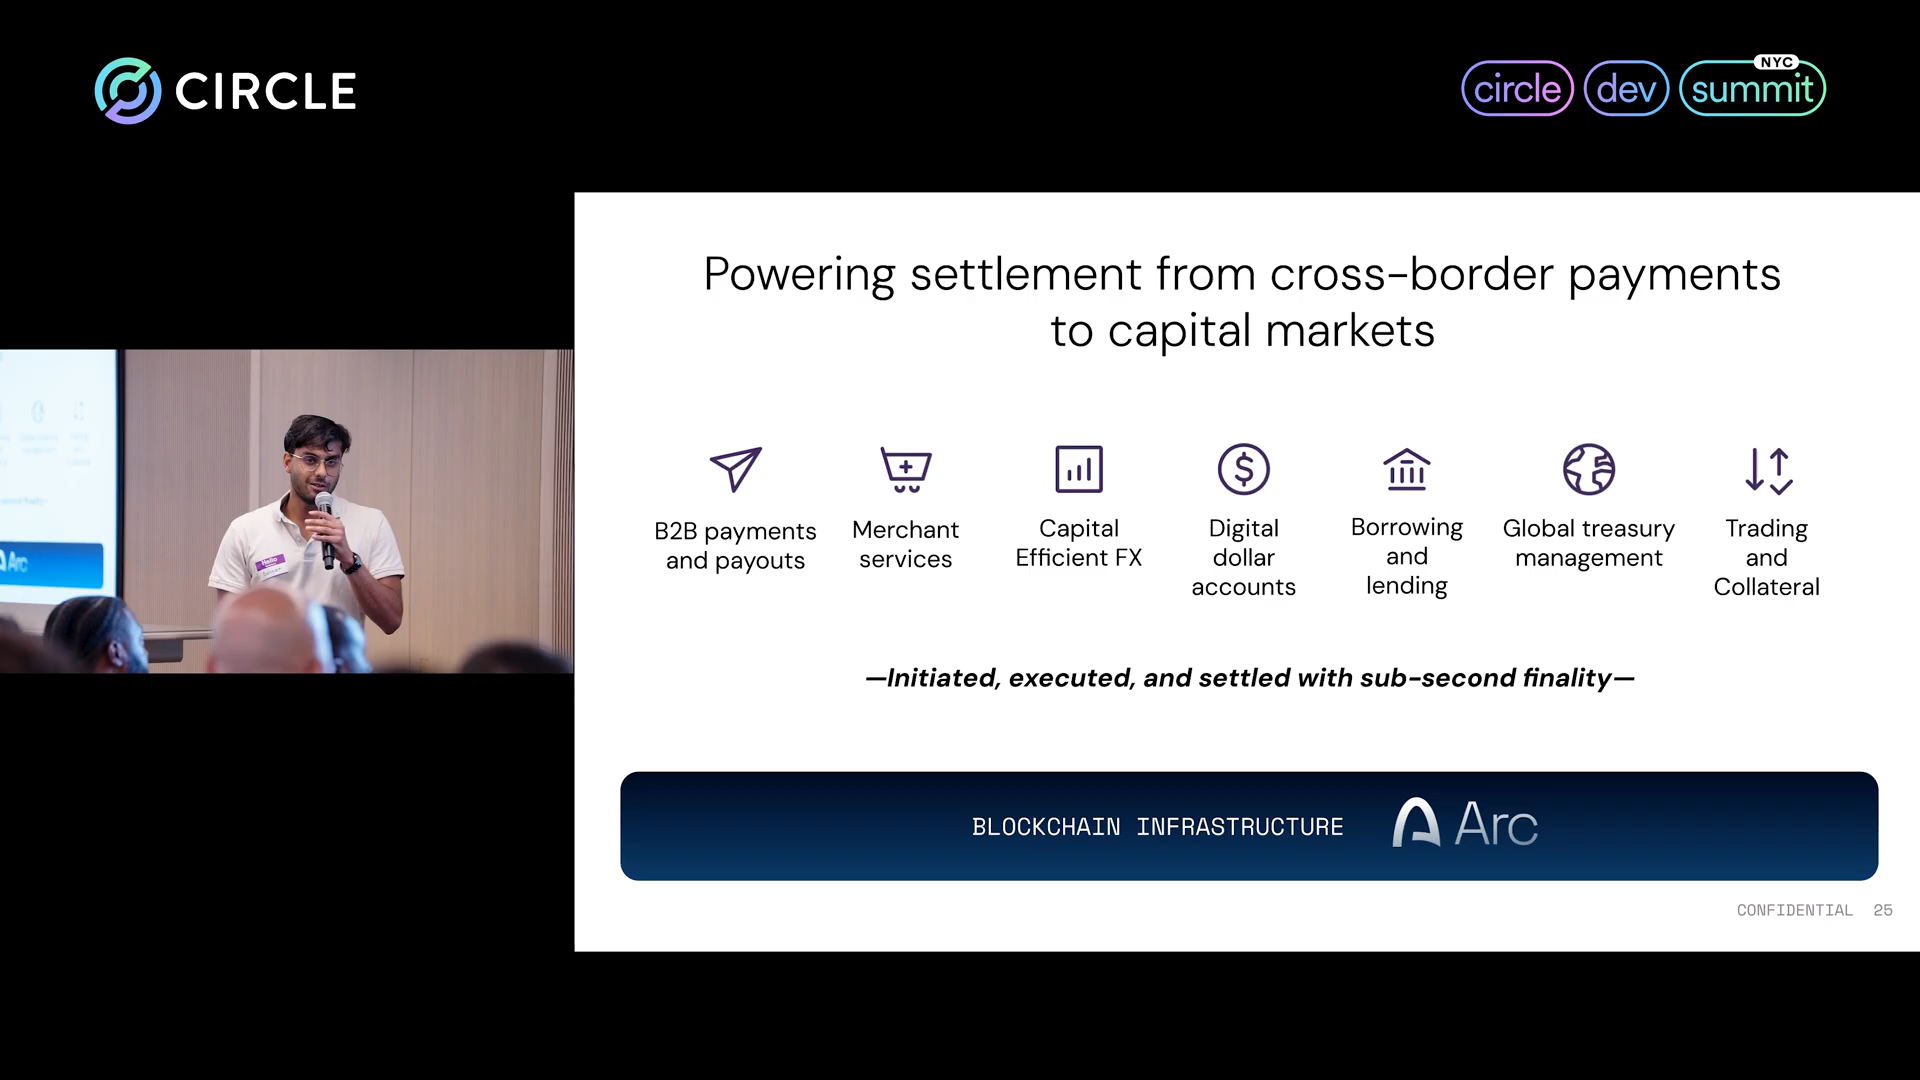 CIRCLE
circle dev summit
NYC
Powering settlement from cross-border payments
to capital markets
B2B payments
and payouts
Merchant
services
Capital
Efficient FX
Digital
dollar
accounts
Borrowing
and
lending
Global treasury
management
Trading
and
Collateral
—Initiated, executed, and settled with sub-second finality—
BLOCKCHAIN INFRASTRUCTURE
Arc
CONFIDENTIAL 25
Arc